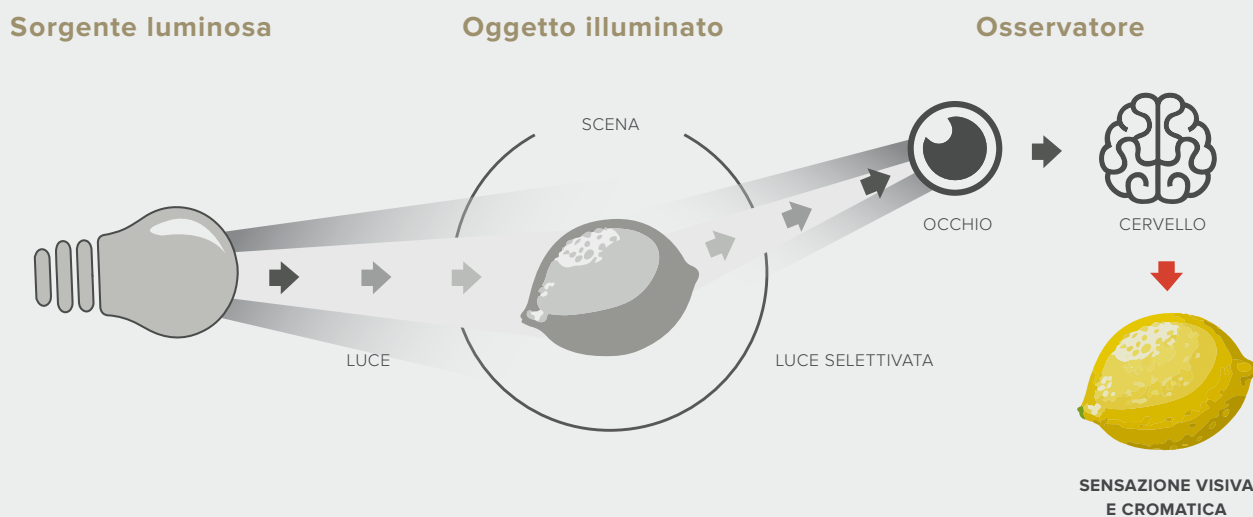 Sorgente luminosa
Oggetto illuminato
Osservatore
SCENA
OCCHIO
CERVELLO
LUCE
LUCE SELETTIVATA
SENSAZIONE VISIVA
E CROMATICA